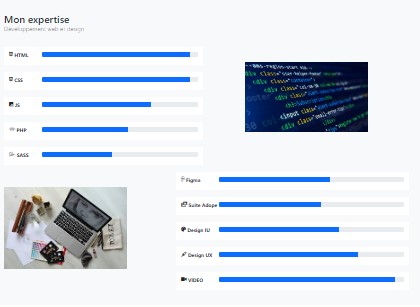 Mon expertise
Développement web et design
HTML
CSS
JS
PHP
SASS
Figma
Suite Adope
Design IU
Design UX
VIDEO